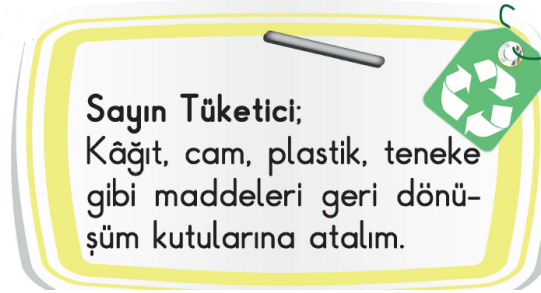 Sayın Tüketici;
Kâğıt, cam, plastik, teneke
gibi maddeleri geri dönü-
şüm kutularına atalım.